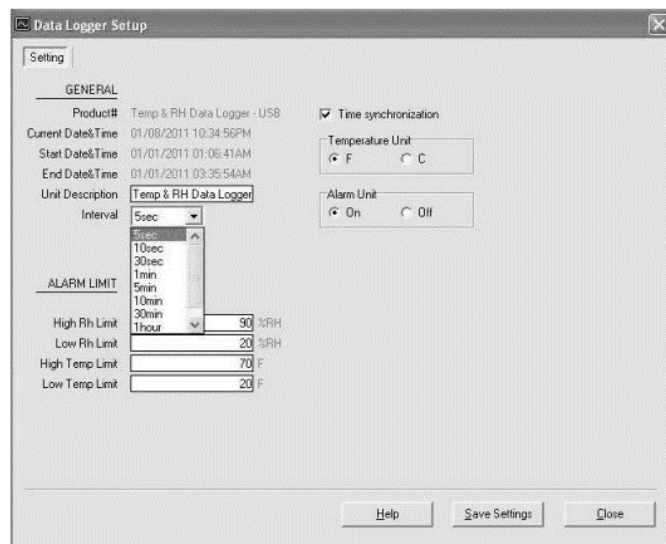 Data Logger Setup
Setting
GENERAL
Product# Temp & RH Data Logger - USB
Current Date&Time 01/08/2011 10:34:56PM
Start Date&Time 01/01/2011 01:06:41AM
End Date&Time 01/01/2011 03:35:54AM
Unit Description Temp & RH Data Logger
Interval 5sec
5sec
10sec
30sec
1min
5min
10min
30min
1hour
Time synchronization
Temperature Unit
F C
Alarm Unit
On Off
ALARM LIMIT
High Rh Limit 90 %RH
Low Rh Limit 20 %RH
High Temp Limit 70 F
Low Temp Limit 20 F
Help Save Settings Close